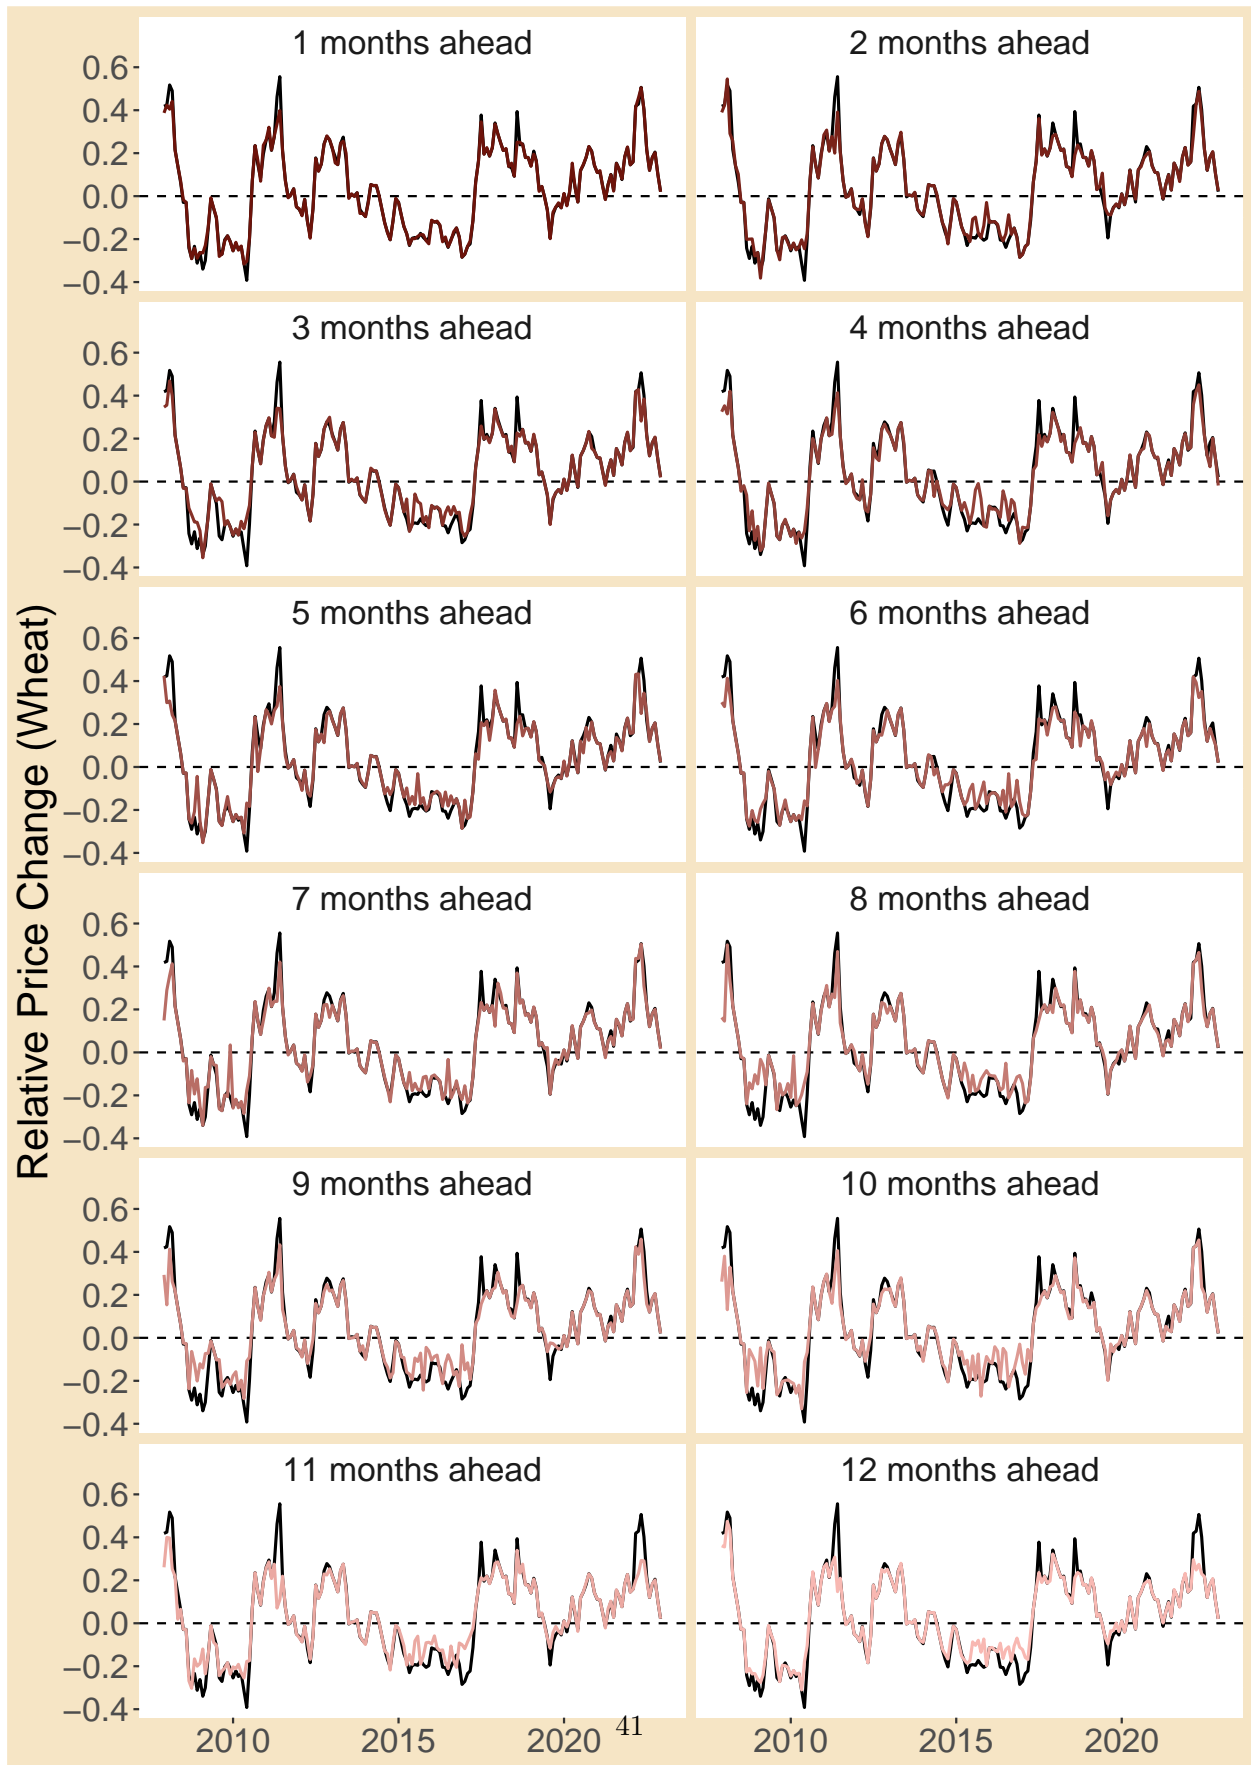 1 months ahead
2 months ahead
0.6
0.4
0.2
0.0
−0.2
−0.4
3 months ahead
4 months ahead
0.6
0.4
0.2
0.0
−0.2
−0.4
5 months ahead
6 months ahead
0.6
0.4
0.2
0.0
−0.2
−0.4
Relative Price Change (Wheat)
7 months ahead
8 months ahead
0.6
0.4
0.2
0.0
−0.2
−0.4
9 months ahead
10 months ahead
0.6
0.4
0.2
0.0
−0.2
−0.4
11 months ahead
12 months ahead
0.6
0.4
0.2
0.0
−0.2
−0.4
2010 2015 2020
2010 2015 2020
41